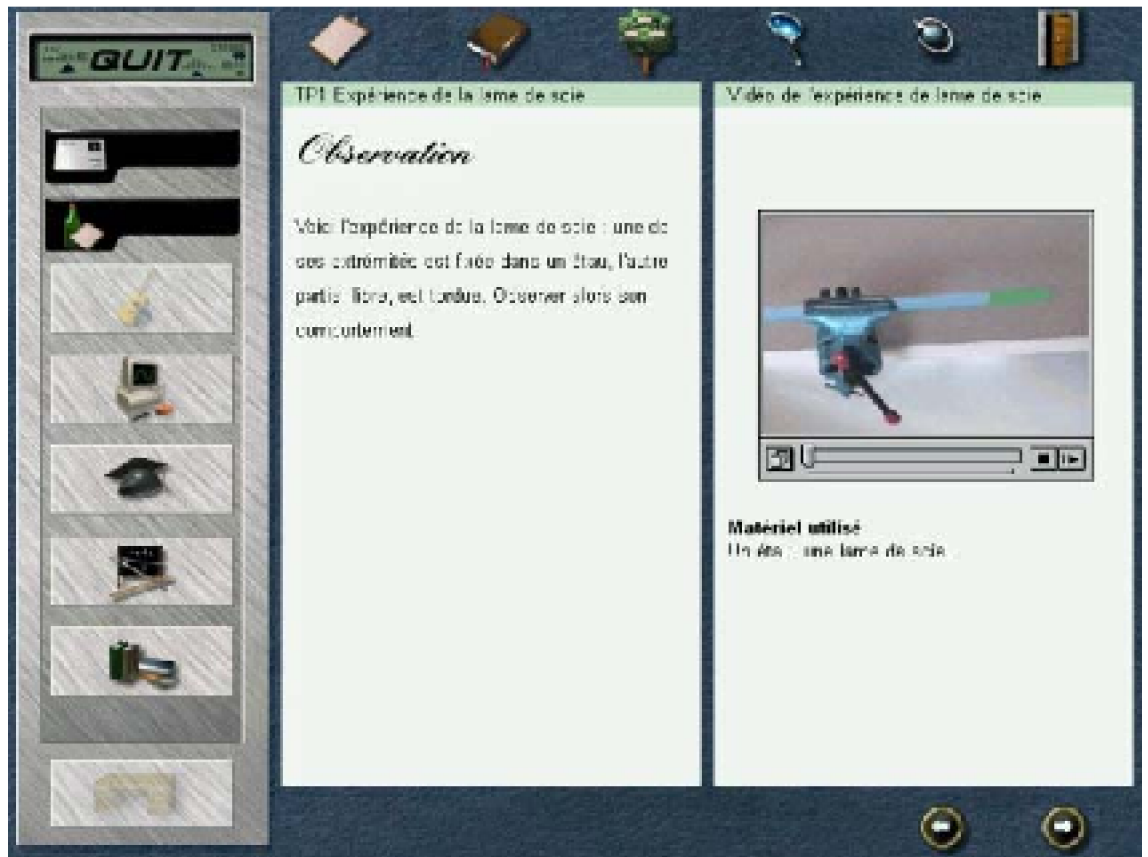 QUIT
TP1 Expérience de la lame de scie
Observation
Voici l'expérience de la lame de scie : une de
ses extrémités est fixée dans un étau, l'autre
partie, libre, est tordue. Observer alors son
comportement.
Vidéo de l'expérience de lame de scie
Matériel utilisé
Un étau, une lame de scie